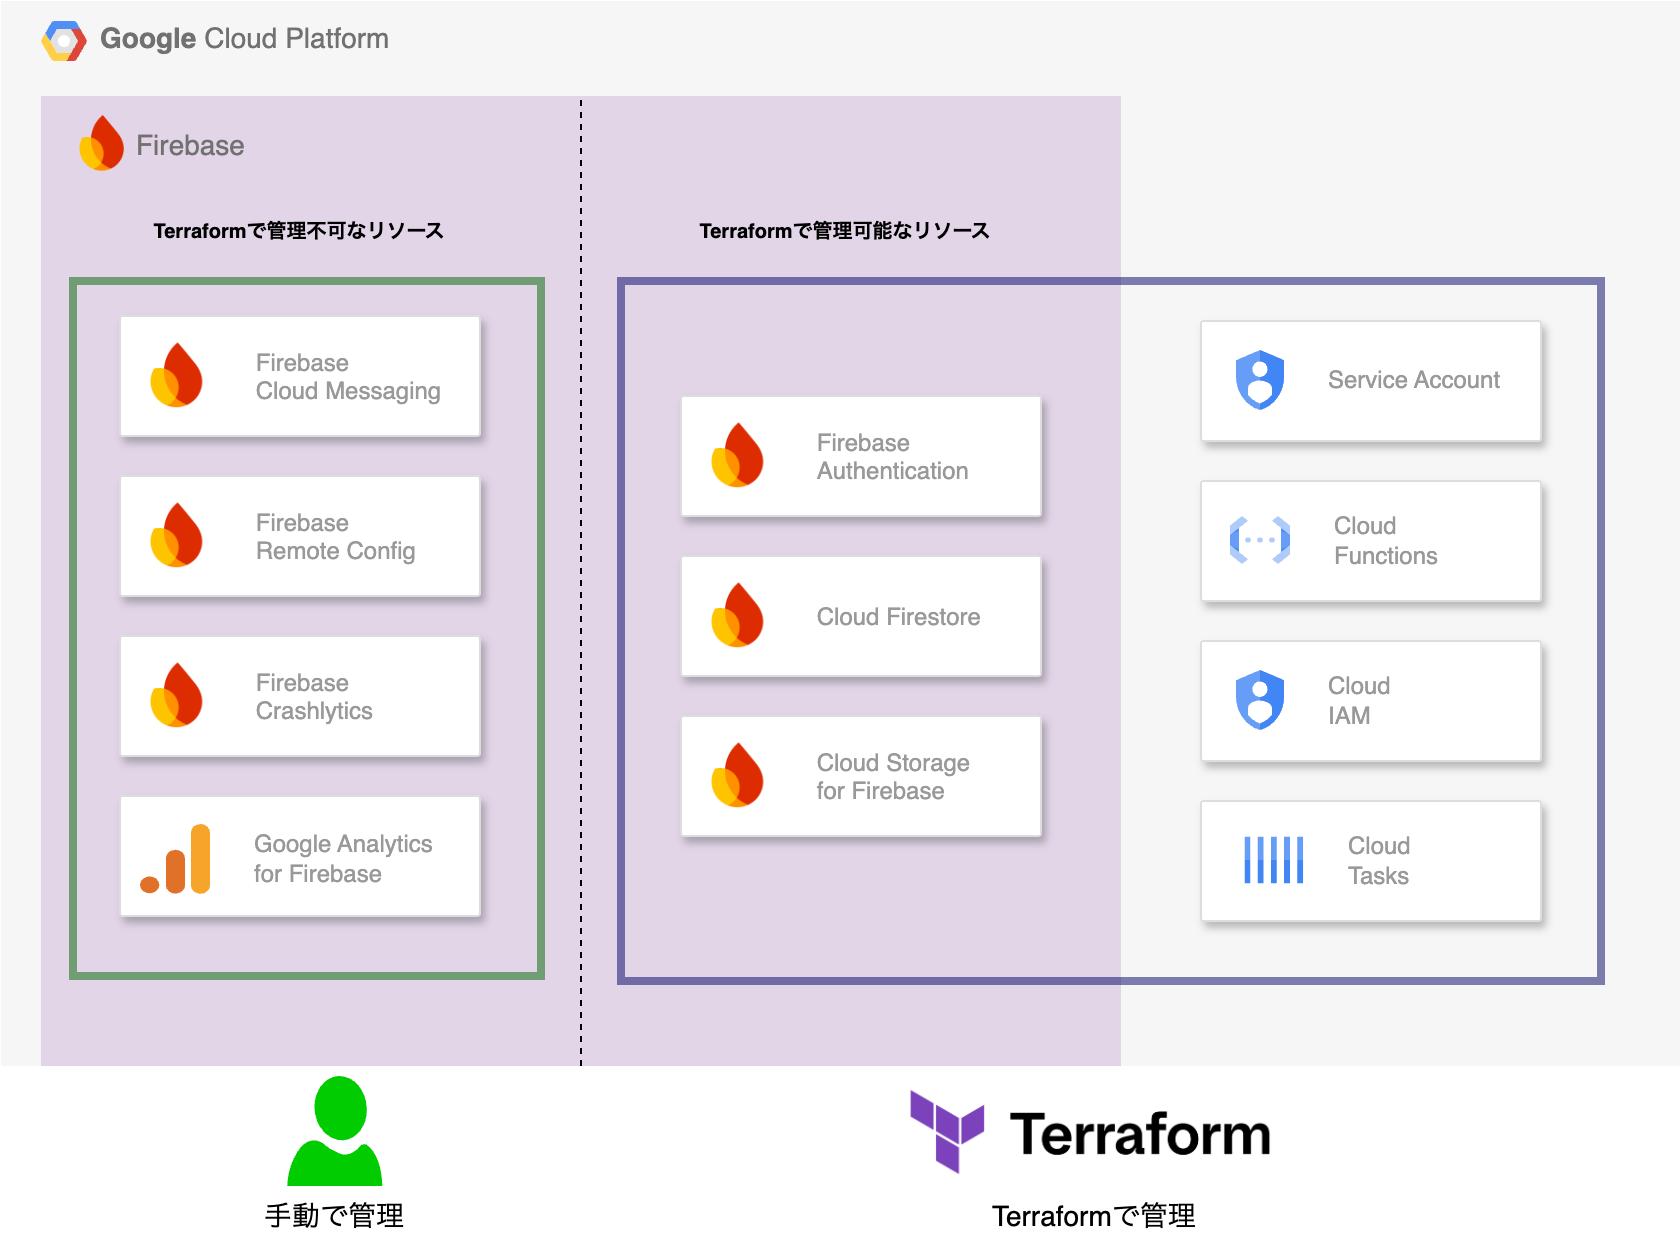 Google Cloud Platform
Firebase
Terraformで管理不可なリソース
Terraformで管理可能なリソース
Firebase
Cloud Messaging
Firebase
Remote Config
Firebase
Crashlytics
Google Analytics
for Firebase
Firebase
Authentication
Cloud Firestore
Cloud Storage
for Firebase
Service Account
Cloud
Functions
Cloud
IAM
Cloud
Tasks
手動で管理
Terraform
Terraformで管理